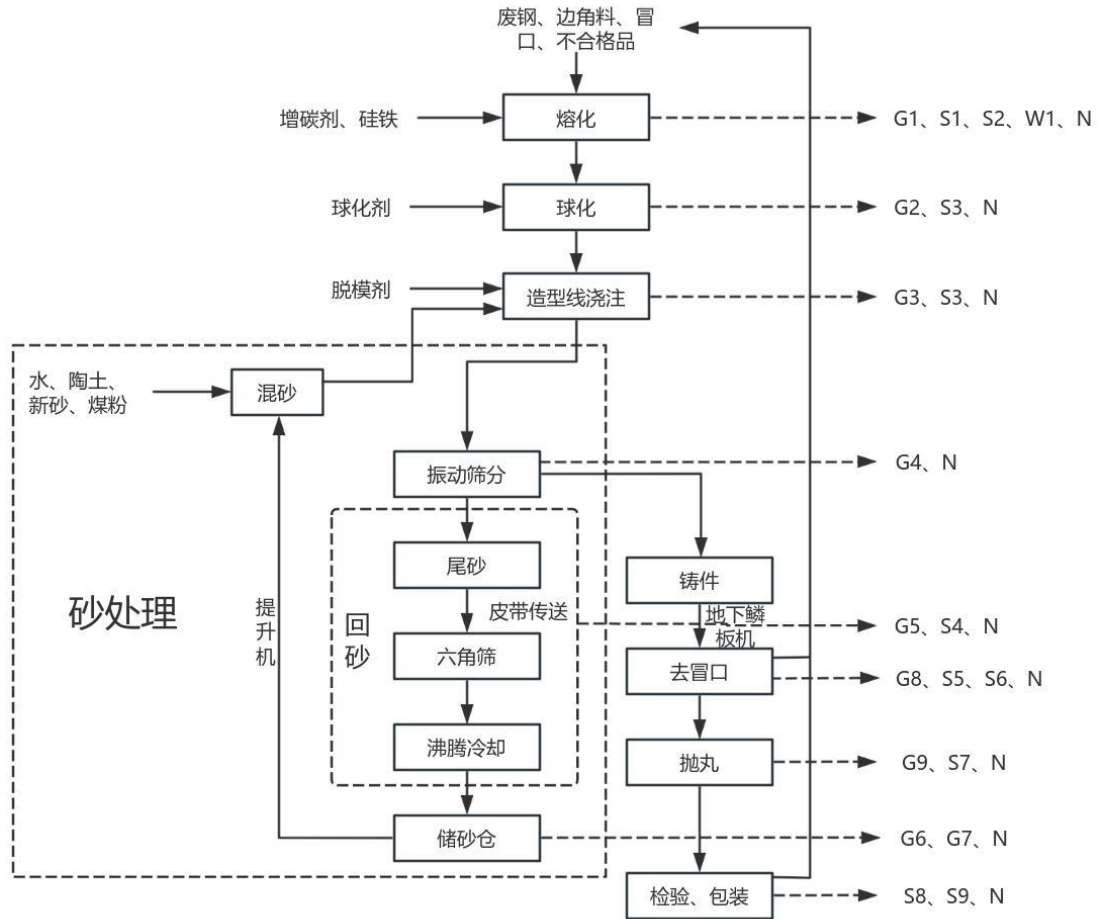 废钢、边角料、冒
口、不合格品
增碳剂、硅铁
熔化
G1、S1、S2、W1、N
球化剂
球化
G2、S3、N
脱模剂
造型线浇注
G3、S3、N
水、陶土、
新砂、煤粉
混砂
振动筛分
G4、N
尾砂
铸件
砂处理
提升机
回砂
皮带传送
地下鳞
板机
G5、S4、N
六角筛
去冒口
G8、S5、S6、N
沸腾冷却
抛丸
G9、S7、N
储砂仓
G6、G7、N
检验、包装
S8、S9、N